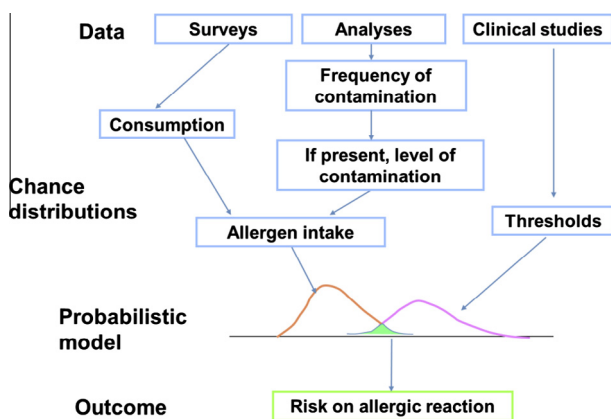 Data
Surveys
Analyses
Clinical studies
Frequency of
contamination
Consumption
If present, level of
contamination
Chance
distributions
Allergen intake
Thresholds
Probabilistic
model
Outcome
Risk on allergic reaction